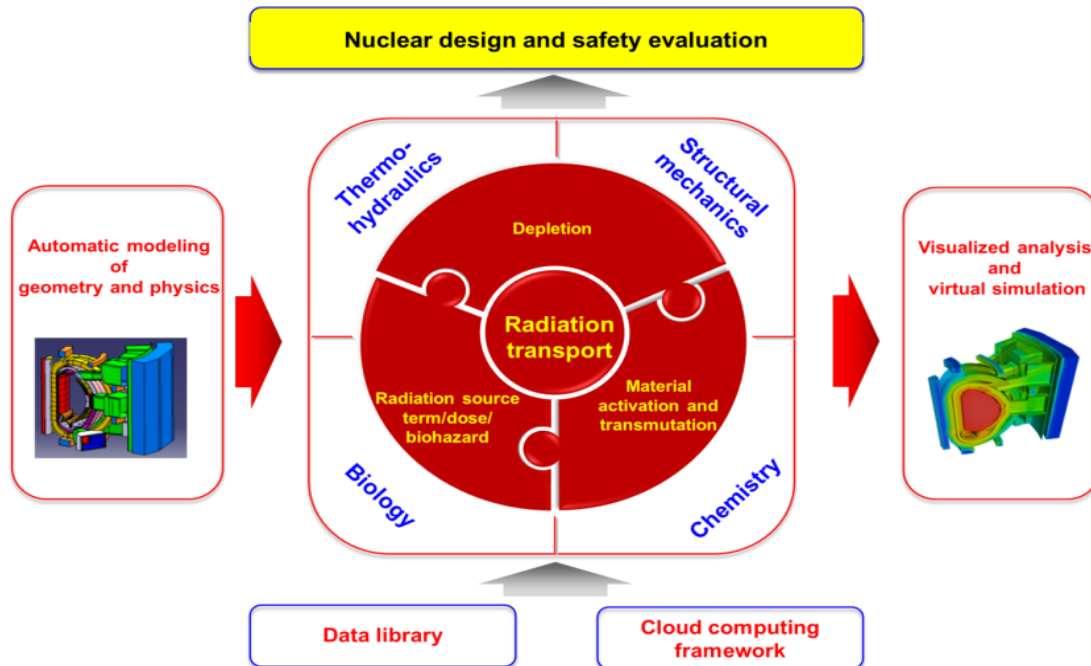 Nuclear design and safety evaluation
Thermo-
hydraulics
Structural
mechanics
Automatic modeling
of
geometry and physics
Depletion
Radiation
transport
Radiation source
term/dose/
biohazard
Material
activation and
transmutation
Visualized analysis
and
virtual simulation
Biology
Chemistry
Data library
Cloud computing
framework